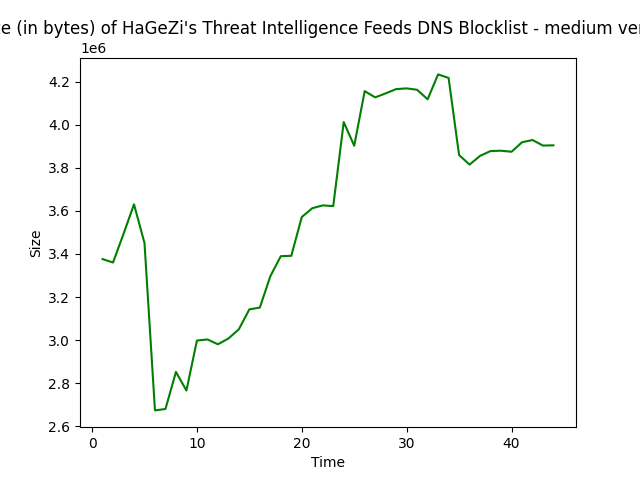 (in bytes) of HaGeZi's Threat Intelligence Feeds DNS Blocklist - medium
1e6
4.2
4.0
3.8
3.6
3.4
3.2
3.0
2.8
2.6
Size
0 10 20 30 40
Time